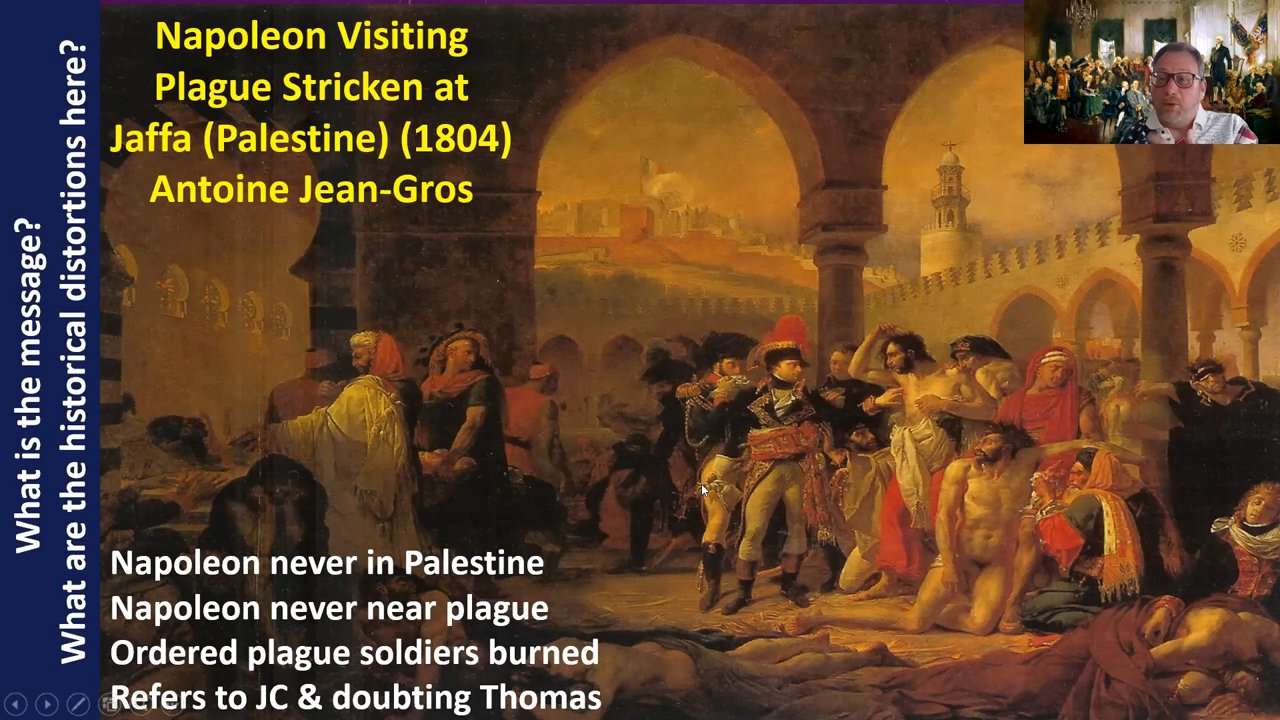 What is the message?
What are the historical distortions here?
Napoleon Visiting
Plague Stricken at
Jaffa (Palestine) (1804)
Antoine Jean-Gros
Napoleon never in Palestine
Napoleon never near plague
Ordered plague soldiers burned
Refers to JC & doubting Thomas